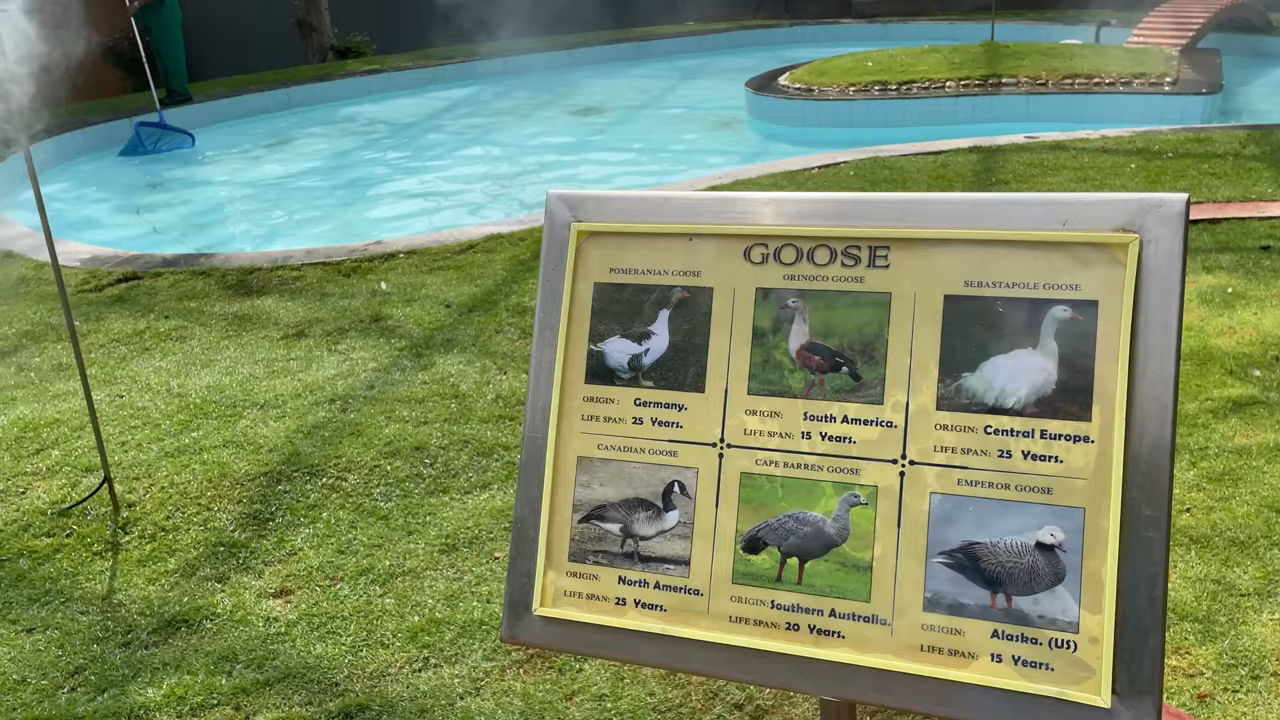 GOOSE
POMERANIAN GOOSE
ORIGIN: Germany.
LIFE SPAN: 25 Years.
ORINOCO GOOSE
ORIGIN: South America.
LIFE SPAN: 15 Years.
SEBASTAPOLE GOOSE
ORIGIN: Central Europe.
LIFE SPAN: 25 Years.
CANADIAN GOOSE
ORIGIN: North America.
LIFE SPAN: 25 Years.
CAPE BARREN GOOSE
ORIGIN: Southern Australia.
LIFE SPAN: 20 Years.
EMPEROR GOOSE
ORIGIN: Alaska. (US)
LIFE SPAN: 15 Years.